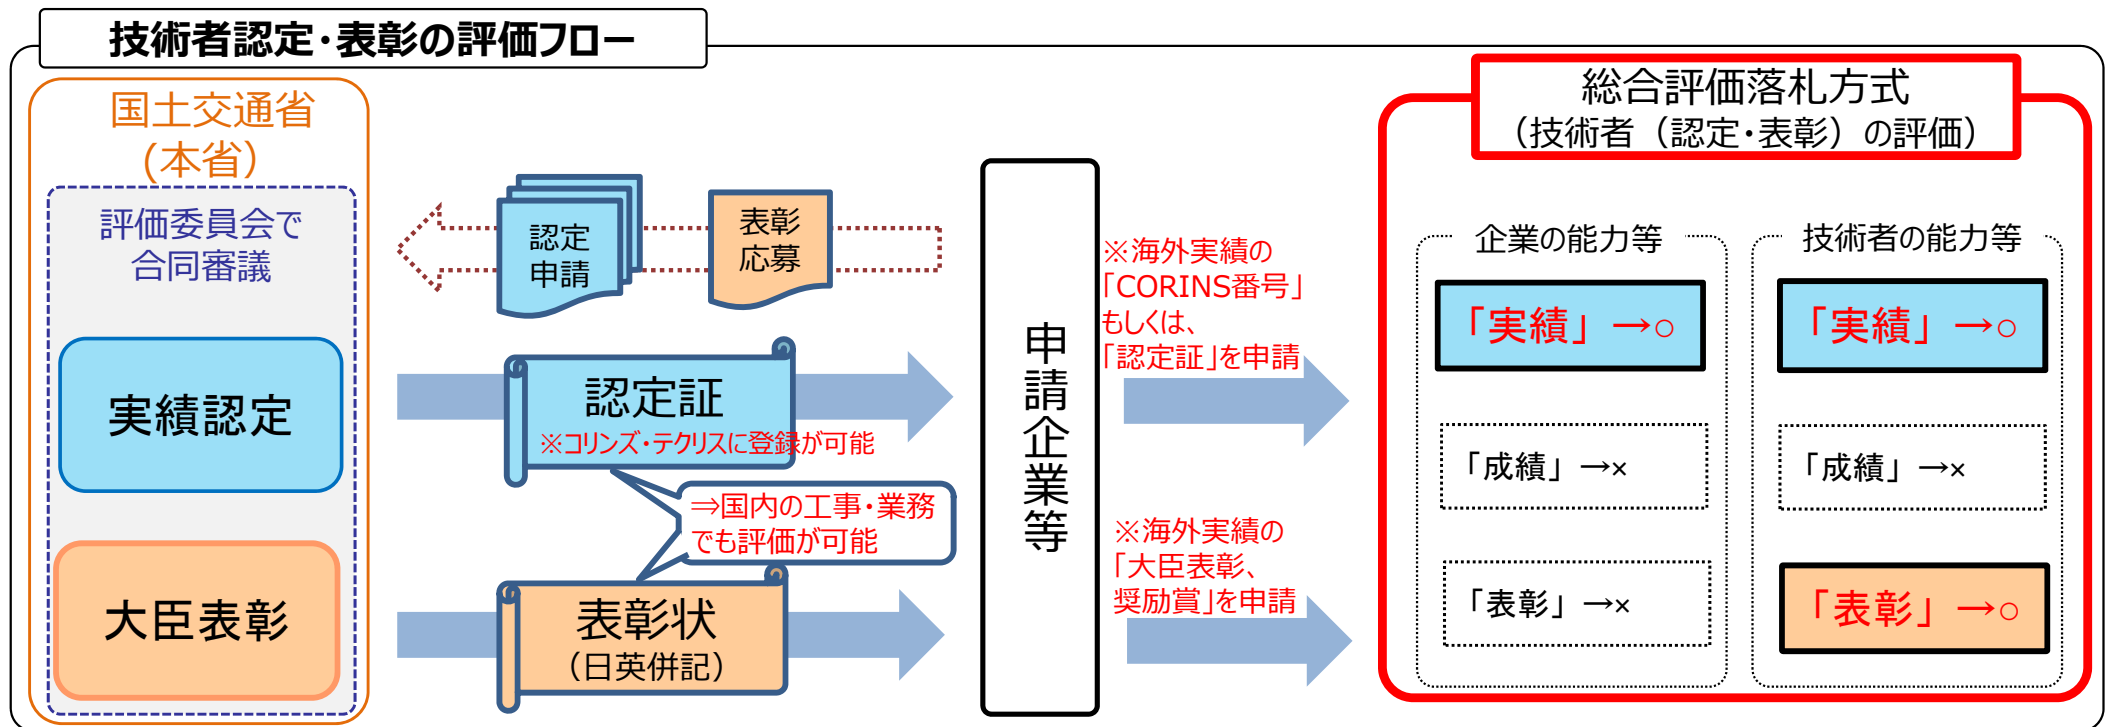 技術者認定・表彰の評価フロー
国土交通省
(本省)
評価委員会で
合同審議
実績認定
大臣表彰
認定
申請
表彰
応募
認定証
※コリンズ・テクリスに登録が可能
⇒国内の工事・業務
でも評価が可能
表彰状
（日英併記）
申請企業等
※海外実績の
「CORINS番号」
もしくは、
「認定証」を申請
※海外実績の
「大臣表彰、
奨励賞」を申請
総合評価落札方式
（技術者（認定・表彰）の評価）
企業の能力等
「実績」→○
「成績」→×
「表彰」→×
技術者の能力等
「実績」→○
「成績」→×
「表彰」→○